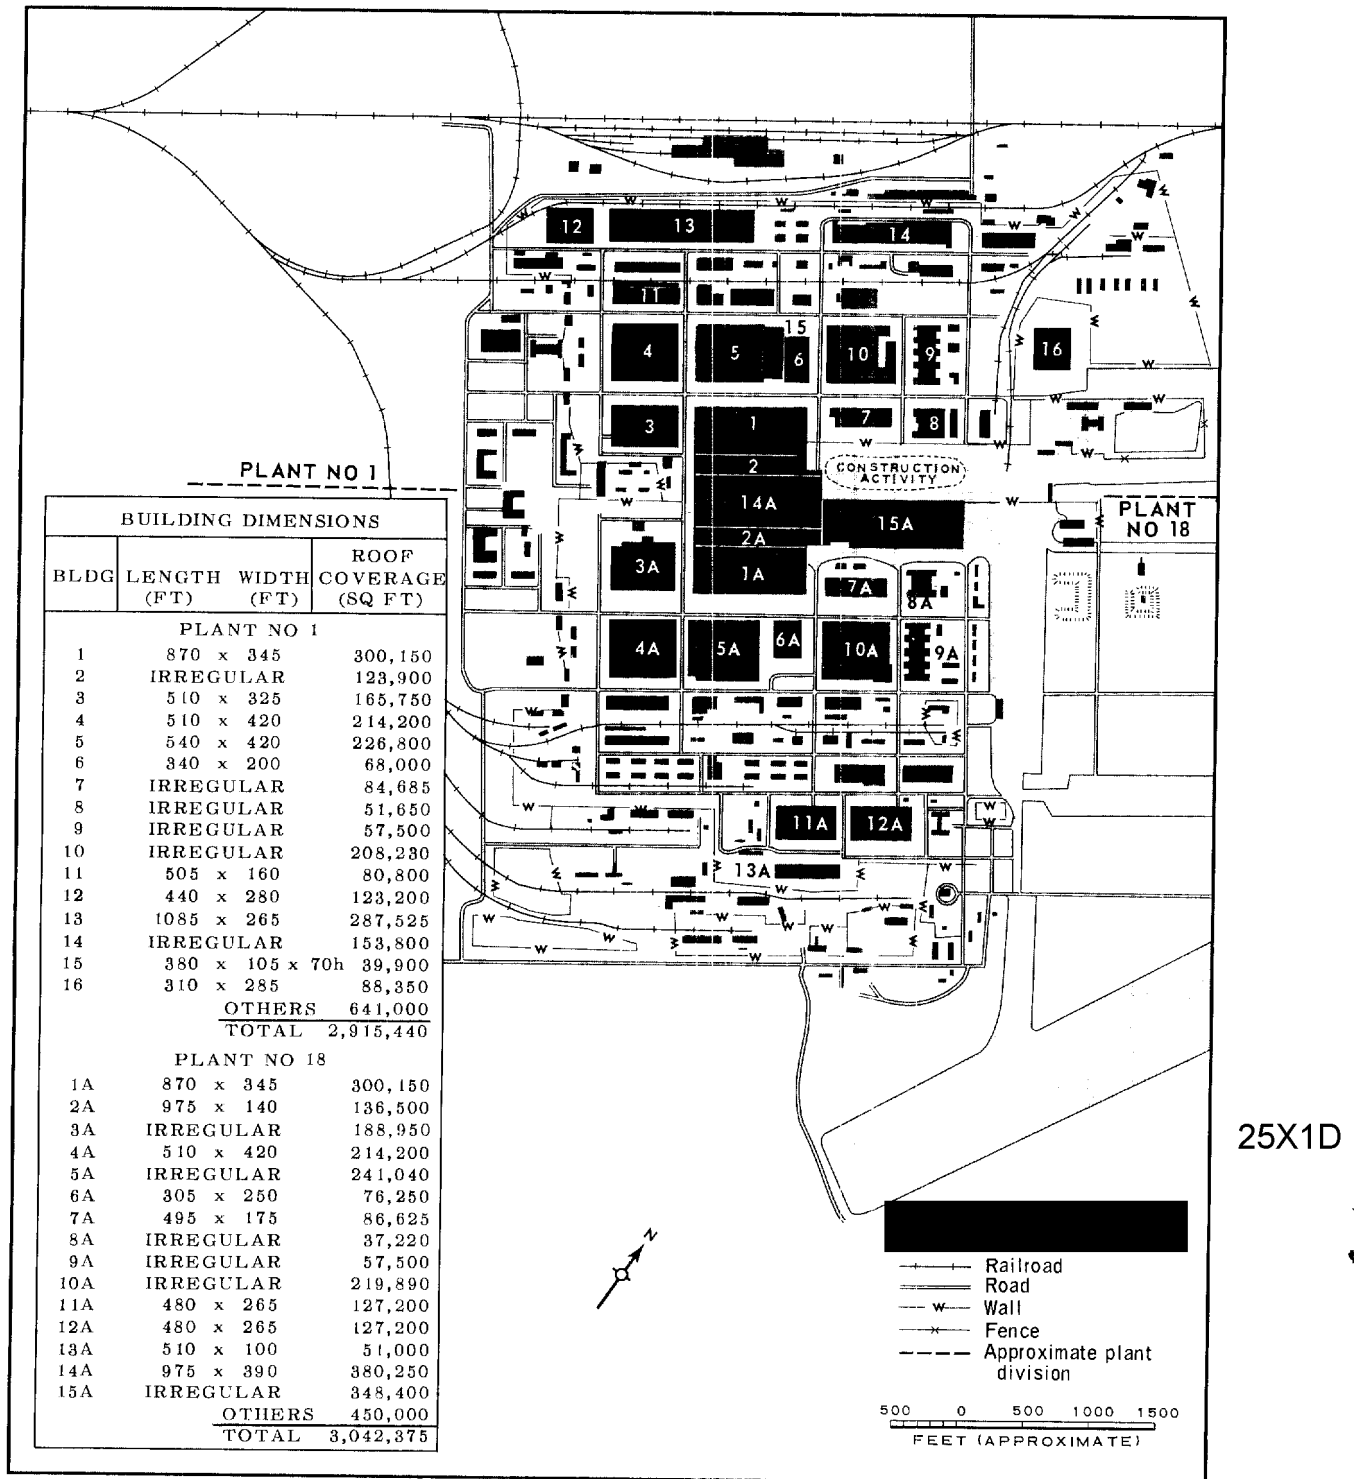 12
13
14
11
15
4
5
6
10
9
16
3
1
7
8
2
CONSTRUCTION
ACTIVITY
PLANT NO 1
14A
15A
PLANT
NO 18
2A
3A
1A
7A
8A
4A
5A
6A
10A
9A
11A
12A
13A
BUILDING DIMENSIONS
BLDG LENGTH (FT) WIDTH (FT) ROOF COVERAGE (SQ FT)
PLANT NO 1
1 870 x 345 300,150
2 IRREGULAR 123,900
3 510 x 325 165,750
4 510 x 420 214,200
5 540 x 420 226,800
6 340 x 200 68,000
7 IRREGULAR 84,685
8 IRREGULAR 51,650
9 IRREGULAR 57,500
10 IRREGULAR 208,230
11 505 x 160 80,800
12 440 x 280 123,200
13 1085 x 265 287,525
14 IRREGULAR 153,800
15 380 x 105 x 70h 39,900
16 310 x 285 88,350
OTHERS 641,000
TOTAL 2,915,440
PLANT NO 18
1A 870 x 345 300,150
2A 975 x 140 136,500
3A IRREGULAR 188,950
4A 510 x 420 214,200
5A IRREGULAR 241,040
6A 305 x 250 76,250
7A 495 x 175 86,625
8A IRREGULAR 37,220
9A IRREGULAR 57,500
10A IRREGULAR 219,890
11A 480 x 265 127,200
12A 480 x 265 127,200
13A 510 x 100 51,000
14A 975 x 390 380,250
15A IRREGULAR 348,400
OTHERS 450,000
TOTAL 3,042,375
25X1D
N
Railroad
Road
W Wall
Fence
Approximate plant
division
500 0 500 1000 1500
FEET (APPROXIMATE)